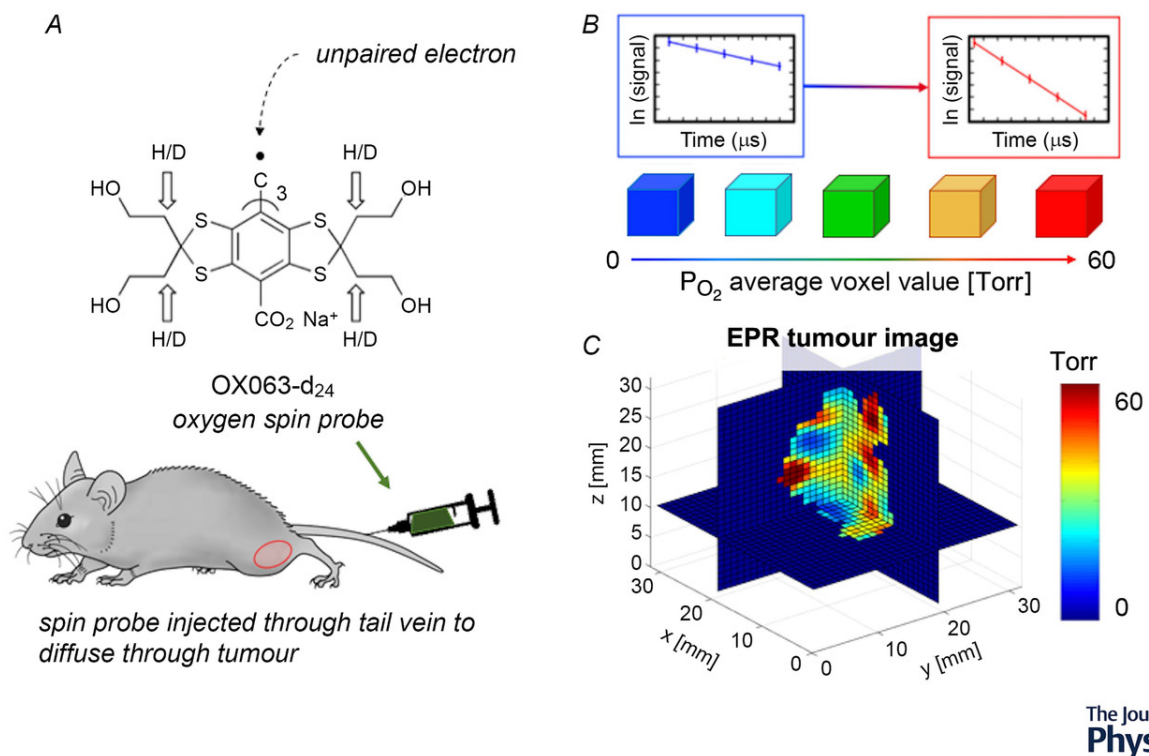 A
unpaired electron
H/D
H/D
•
C
3
HO
OH
S
S
S
S
HO
OH
H/D
CO2 Na+
H/D
OX063-d24
oxygen spin probe
spin probe injected through tail vein to
diffuse through tumour
B
ln (signal)
Time (μs)
ln (signal)
Time (μs)
0
60
PO2 average voxel value [Torr]
C
EPR tumour image
Torr
60
0
z [mm]
30
25
20
15
10
5
0
x [mm]
30
20
10
0
y [mm]
0
10
20
30
The Jou
Phys